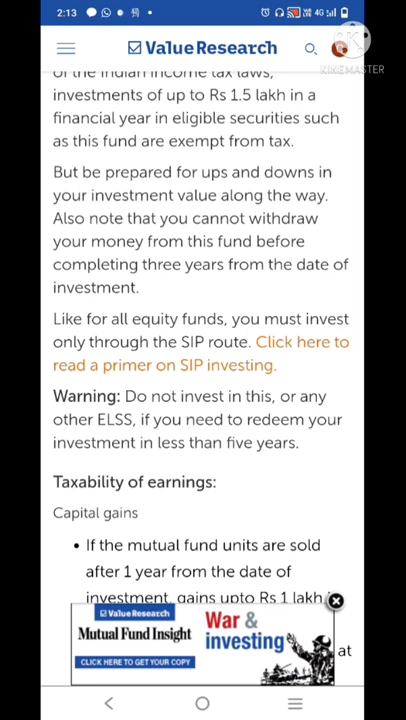 2:13
4G
ValueResearch
KINEMASTER
of the Indian income tax laws,
investments of up to Rs 1.5 lakh in a
financial year in eligible securities such
as this fund are exempt from tax.
But be prepared for ups and downs in
your investment value along the way.
Also note that you cannot withdraw
your money from this fund before
completing three years from the date of
investment.
Like for all equity funds, you must invest
only through the SIP route. Click here to
read a primer on SIP investing.
Warning: Do not invest in this, or any
other ELSS, if you need to redeem your
investment in less than five years.
Taxability of earnings:
Capital gains
• If the mutual fund units are sold
after 1 year from the date of
investment, gains upto Rs 1 lakh
at
ValueResearch
Mutual Fund Insight
CLICK HERE TO GET YOUR COPY
War &
investing